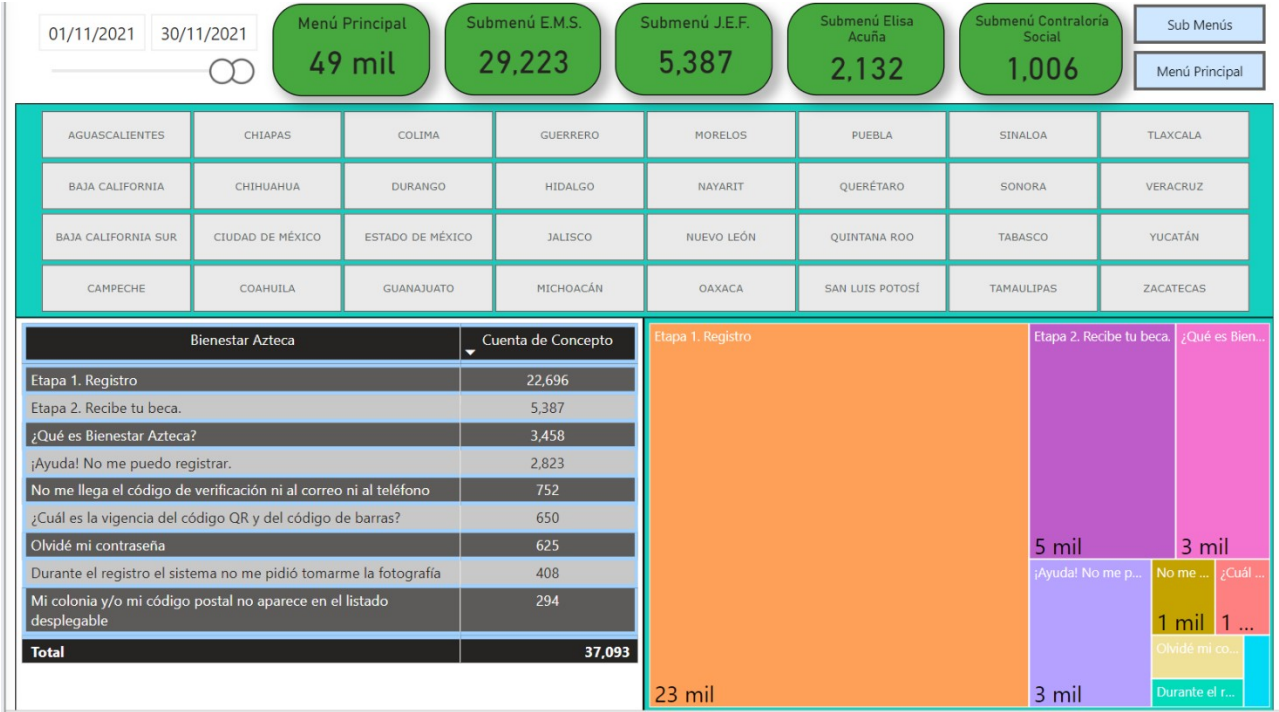 01/11/2021 30/11/2021
Menú Principal
49 mil
Submenú E.M.S.
29,223
Submenú J.E.F.
5,387
Submenú Elisa
Acuña
2,132
Submenú Contraloría
Social
1,006
Sub Menús
Menú Principal
AGUASCALIENTES CHIAPAS COLIMA GUERRERO MORELOS PUEBLA SINALOA TLAXCALA
BAJA CALIFORNIA CHIHUAHUA DURANGO HIDALGO NAYARIT QUERÉTARO SONORA VERACRUZ
BAJA CALIFORNIA SUR CIUDAD DE MÉXICO ESTADO DE MÉXICO JALISCO NUEVO LEÓN QUINTANA ROO TABASCO YUCATÁN
CAMPECHE COAHUILA GUANAJUATO MICHOACÁN OAXACA SAN LUIS POTOSÍ TAMAULIPAS ZACATECAS
Bienestar Azteca Cuenta de Concepto
Etapa 1. Registro 22,696
Etapa 2. Recibe tu beca. 5,387
¿Qué es Bienestar Azteca? 3,458
¡Ayuda! No me puedo registrar. 2,823
No me llega el código de verificación ni al correo ni al teléfono 752
¿Cuál es la vigencia del código QR y del código de barras? 650
Olvidé mi contraseña 625
Durante el registro el sistema no me pidió tomarme la fotografía 408
Mi colonia y/o mi código postal no aparece en el listado 294
desplegable
Total 37,093
Etapa 1. Registro
23 mil
Etapa 2. Recibe tu beca.
5 mil
¿Qué es Bien...
3 mil
¡Ayuda! No me p...
3 mil
No me ...
1 mil
¿Cuál ...
1 ...
Olvidé mi co...
Durante el r...